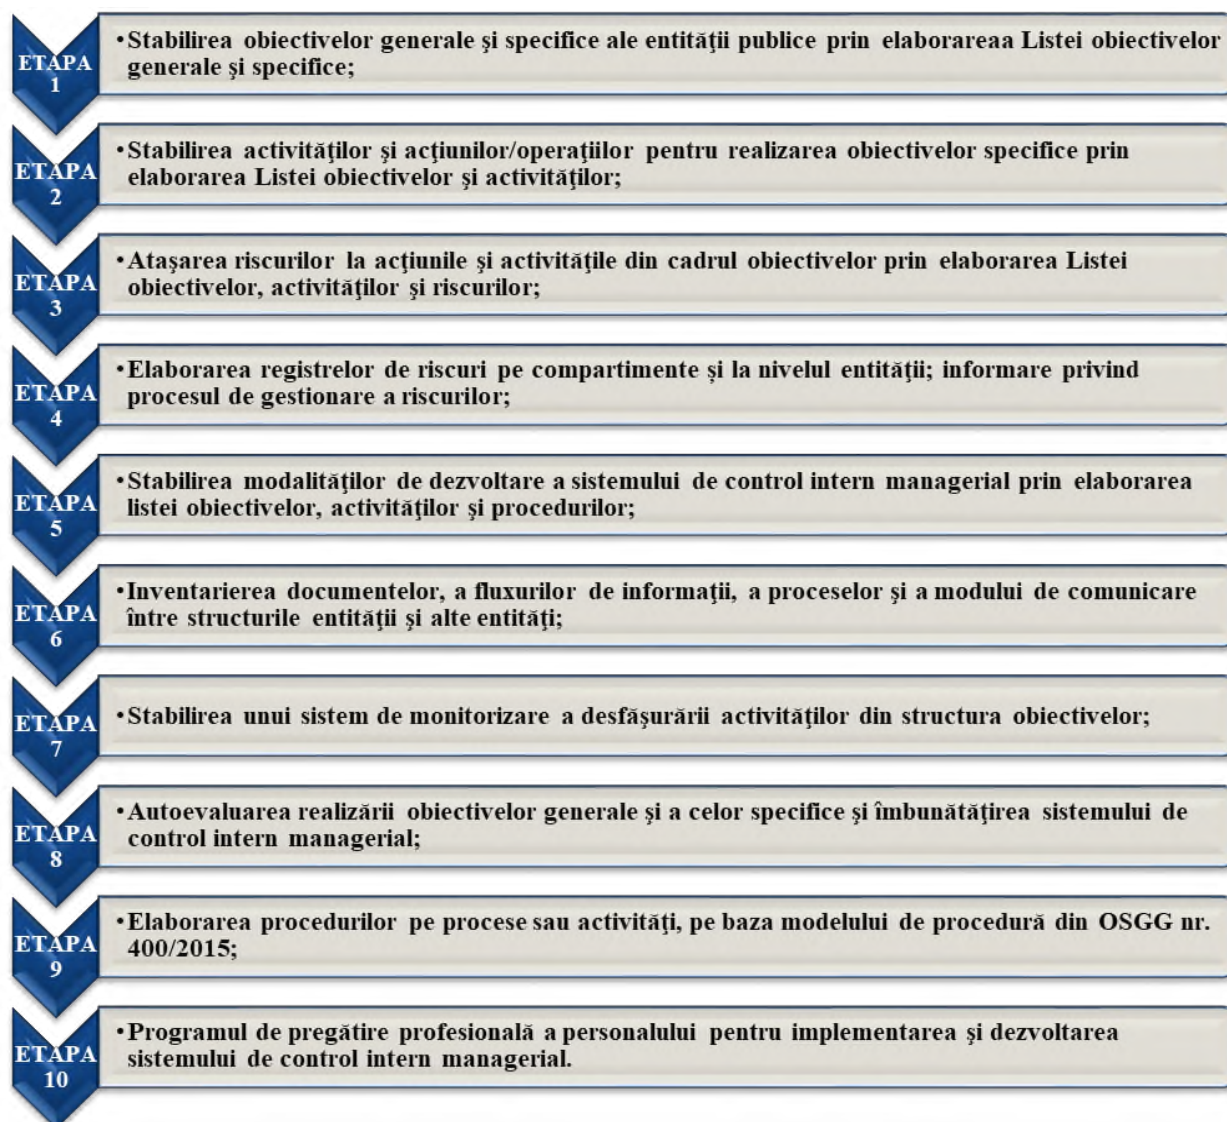 ETAPA
1
•Stabilirea obiectivelor generale şi specifice ale entităţii publice prin elaborareaa Listei obiectivelor
generale şi specifice;
ETAPA
2
•Stabilirea activităţilor şi acţiunilor/operaţiilor pentru realizarea obiectivelor specifice prin
elaborarea Listei obiectivelor şi activităţilor;
ETAPA
3
•Ataşarea riscurilor la acţiunile şi activităţile din cadrul obiectivelor prin elaborarea Listei
obiectivelor, activităţilor şi riscurilor;
ETAPA
4
•Elaborarea registrelor de riscuri pe compartimente și la nivelul entității; informare privind
procesul de gestionare a riscurilor;
ETAPA
5
•Stabilirea modalităţilor de dezvoltare a sistemului de control intern managerial prin elaborarea
listei obiectivelor, activităţilor şi procedurilor;
ETAPA
6
•Inventarierea documentelor, a fluxurilor de informaţii, a proceselor şi a modului de comunicare
între structurile entităţii şi alte entităţi;
ETAPA
7
•Stabilirea unui sistem de monitorizare a desfăşurării activităţilor din structura obiectivelor;
ETAPA
8
•Autoevaluarea realizării obiectivelor generale şi a celor specifice şi îmbunătăţirea sistemului de
control intern managerial;
ETAPA
9
•Elaborarea procedurilor pe procese sau activităţi, pe baza modelului de procedură din OSGG nr.
400/2015;
ETAPA
10
•Programul de pregătire profesională a personalului pentru implementarea şi dezvoltarea
sistemului de control intern managerial.